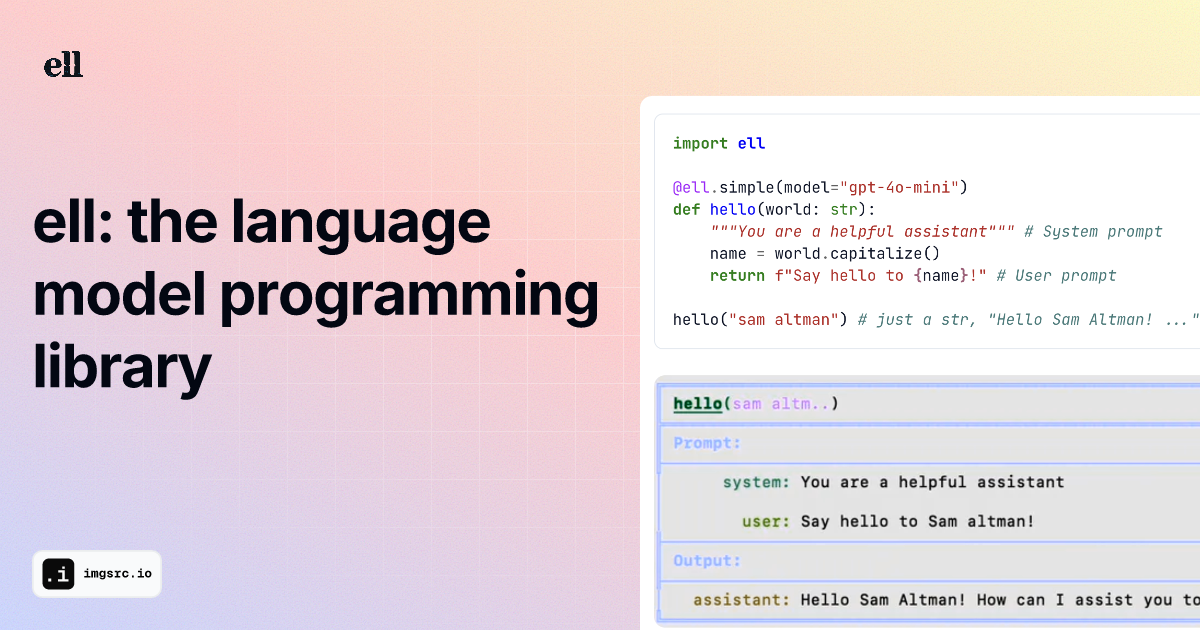 ell
ell: the language
model programming
library
.i imgsrc.io
import ell
@ell.simple(model="gpt-4o-mini")
def hello(world: str):
    """You are a helpful assistant""" # System prompt
    name = world.capitalize()
    return f"Say hello to {name}!" # User prompt
hello("sam altman") # just a str, "Hello Sam Altman! ..."
hello(sam altm..)
Prompt:
system: You are a helpful assistant
user: Say hello to Sam altman!
Output:
assistant: Hello Sam Altman! How can I assist you to